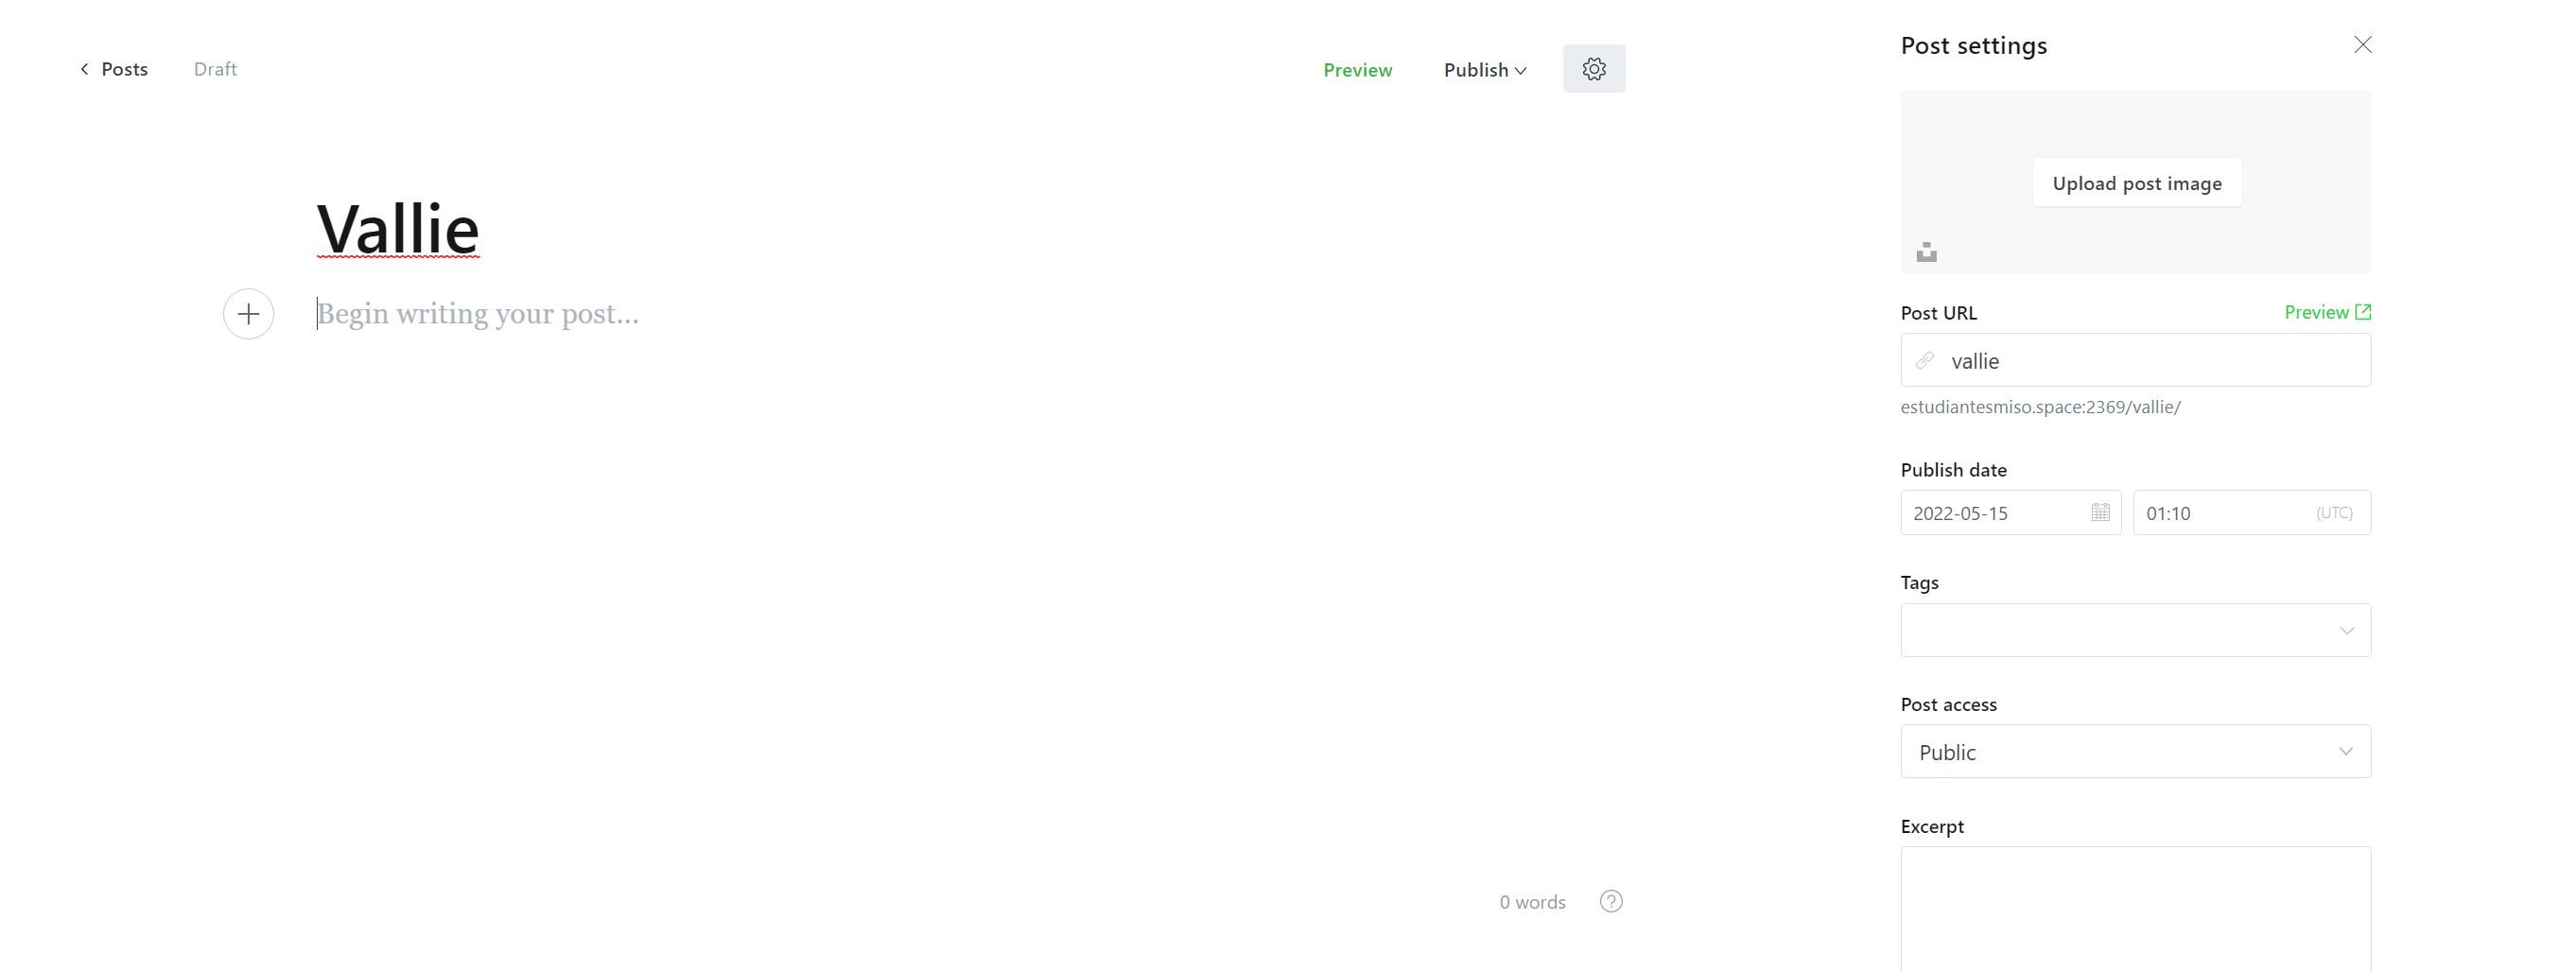 Posts Draft Preview Publish
Vallie
Begin writing your post...
0 words
Post settings
Upload post image
Post URL Preview
vallie
estudiantesmiso.space:2369/vallie/
Publish date
2022-05-15 01:10 (UTC)
Tags
Post access
Public
Excerpt